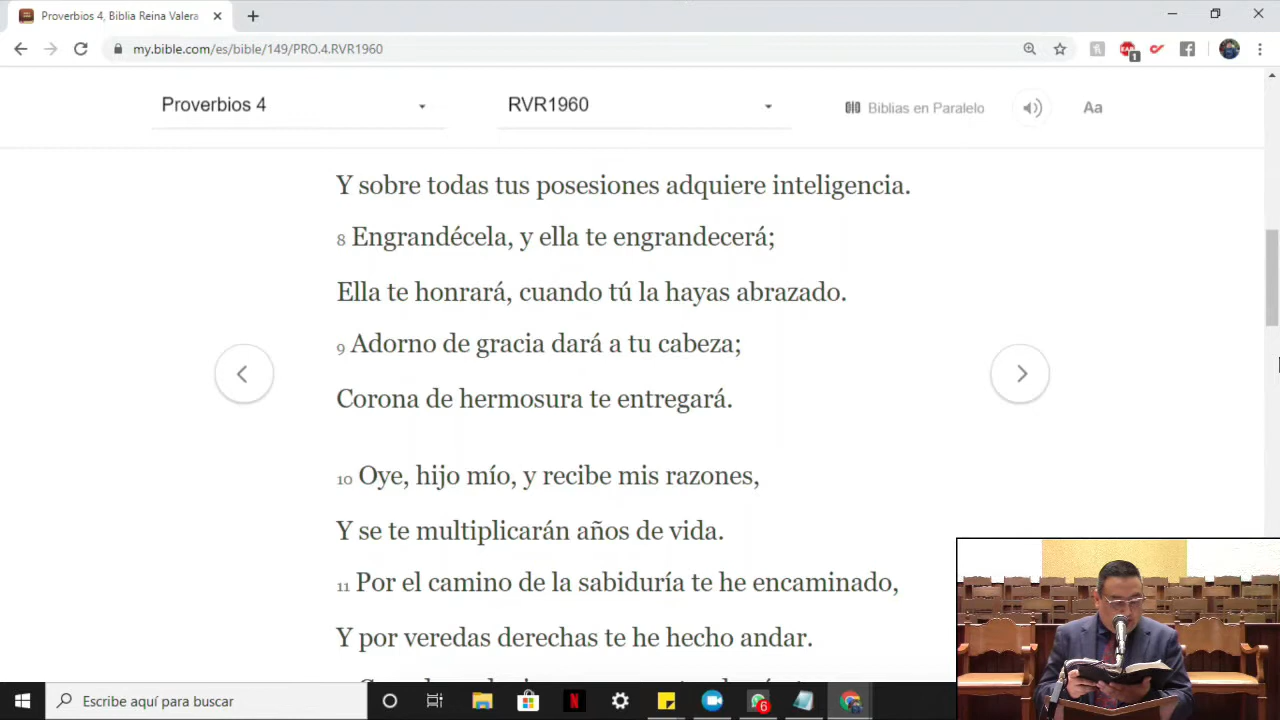 Proverbios 4, Biblia Reina Valera
my.bible.com/es/bible/149/PRO.4.RVR1960
1
Proverbios 4
RVR1960
Biblias en Paralelo
Aa
Y sobre todas tus posesiones adquiere inteligencia.
8 Engrandécela, y ella te engrandecerá;
Ella te honrará, cuando tú la hayas abrazado.
9 Adorno de gracia dará a tu cabeza;
Corona de hermosura te entregará.
10 Oye, hijo mío, y recibe mis razones,
Y se te multiplicarán años de vida.
11 Por el camino de la sabiduría te he encaminado,
Y por veredas derechas te he hecho andar.
Escribe aquí para buscar
N
6